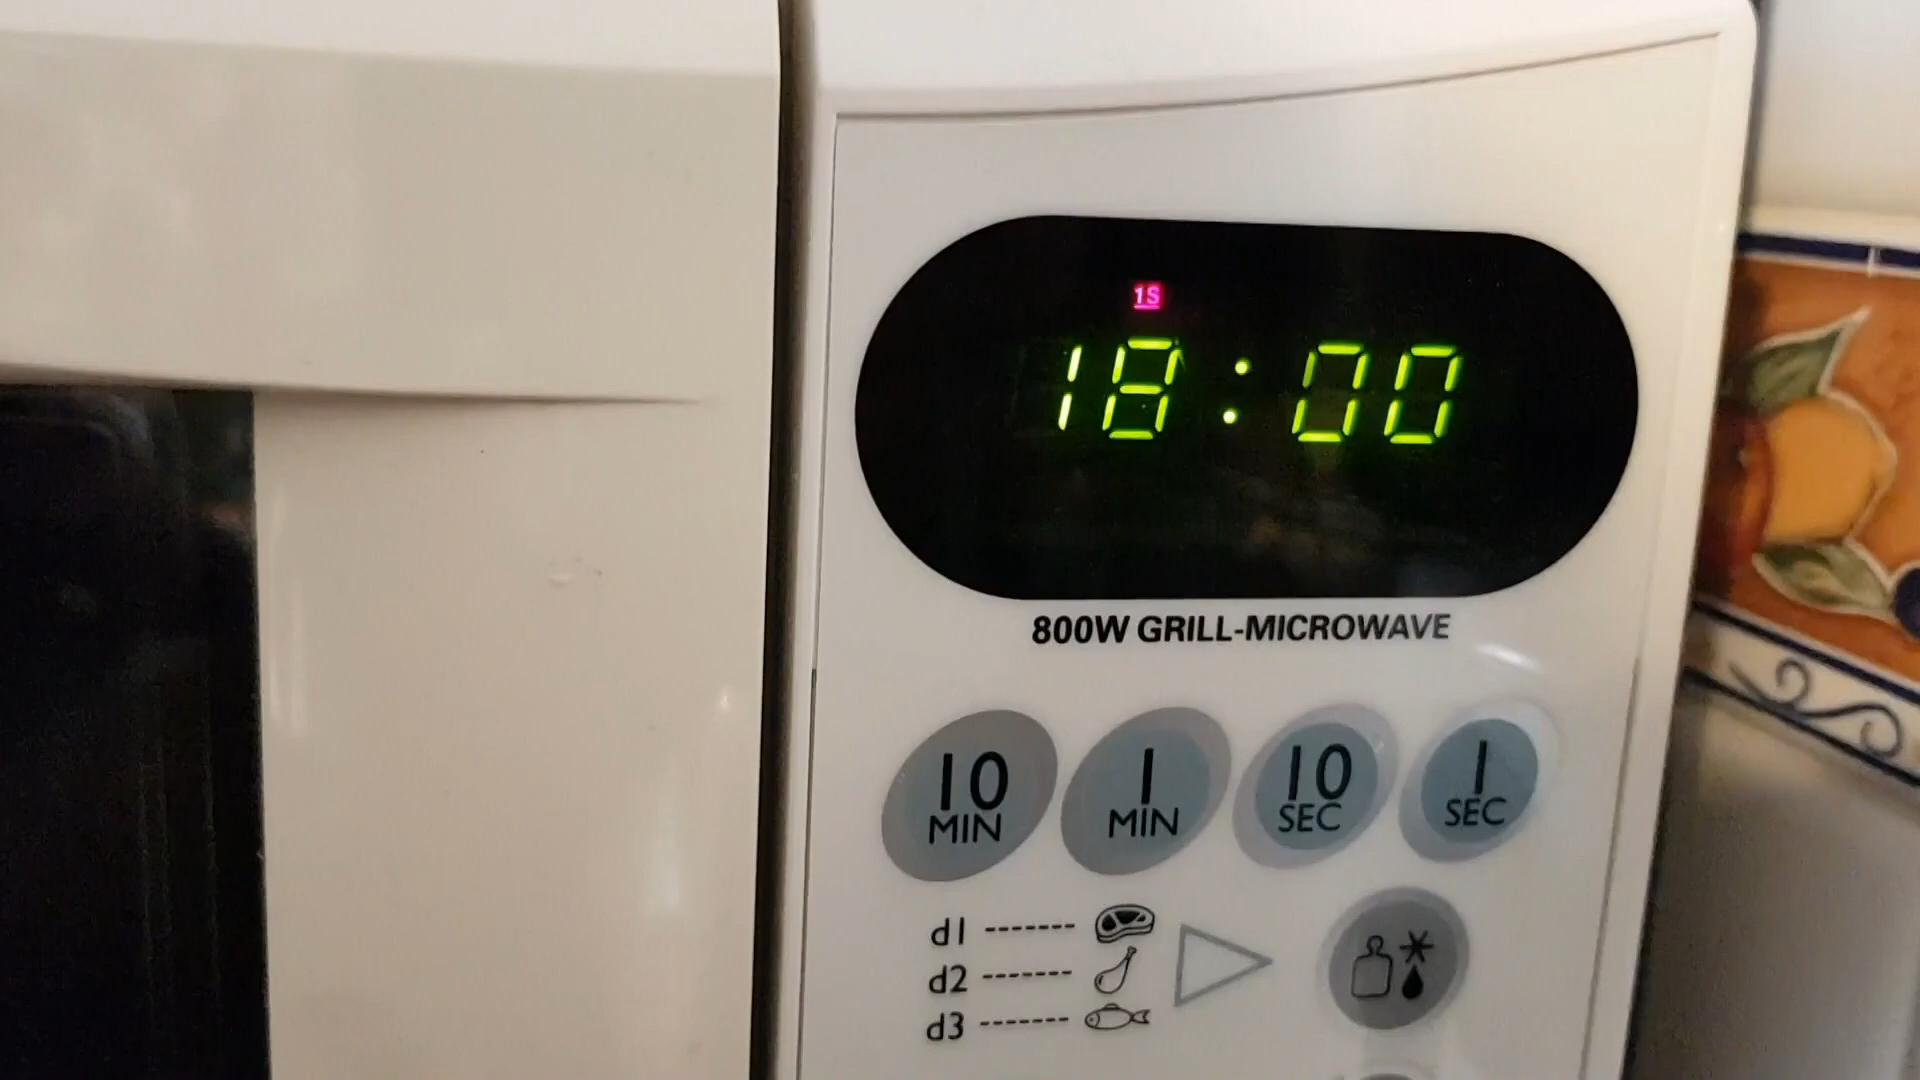 1S
18:00
800W GRILL-MICROWAVE
10 MIN
1 MIN
10 SEC
1 SEC
d1
d2
d3